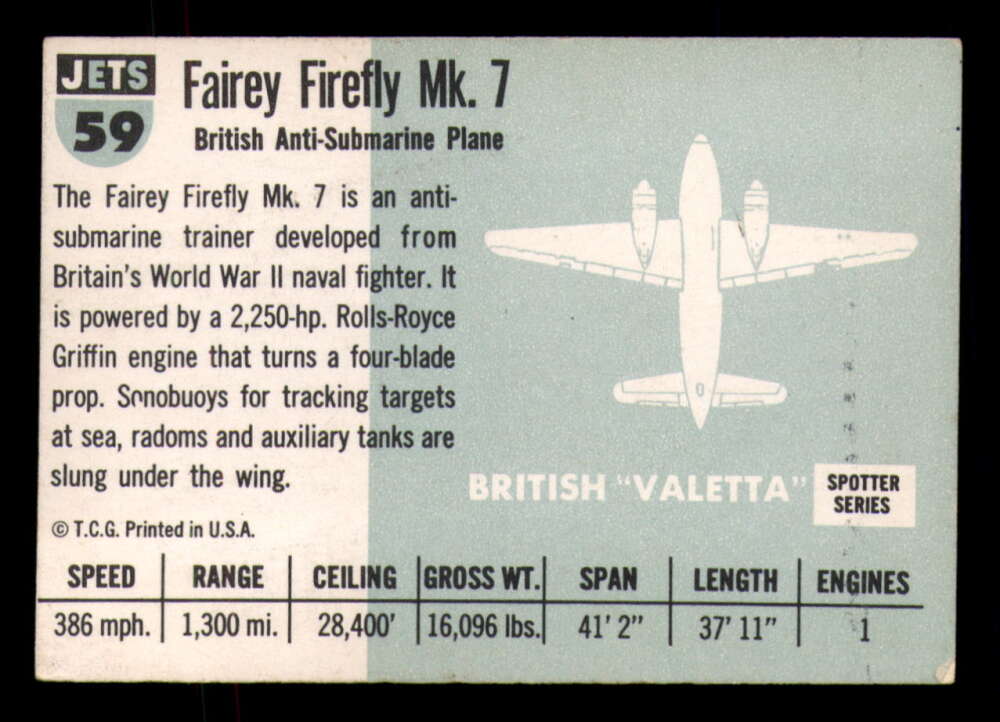 JETS
59
Fairey Firefly Mk. 7
British Anti-Submarine Plane
The Fairey Firefly Mk. 7 is an anti-
submarine trainer developed from
Britain's World War II naval fighter. It
is powered by a 2,250-hp. Rolls-Royce
Griffin engine that turns a four-blade
prop. Sonobuoys for tracking targets
at sea, radoms and auxiliary tanks are
slung under the wing.
© T.C.G. Printed in U.S.A.
BRITISH "VALETTA"
SPOTTER
SERIES
SPEED RANGE CEILING GROSS WT. SPAN LENGTH ENGINES
386 mph. 1,300 mi. 28,400' 16,096 lbs. 41' 2" 37' 11" 1